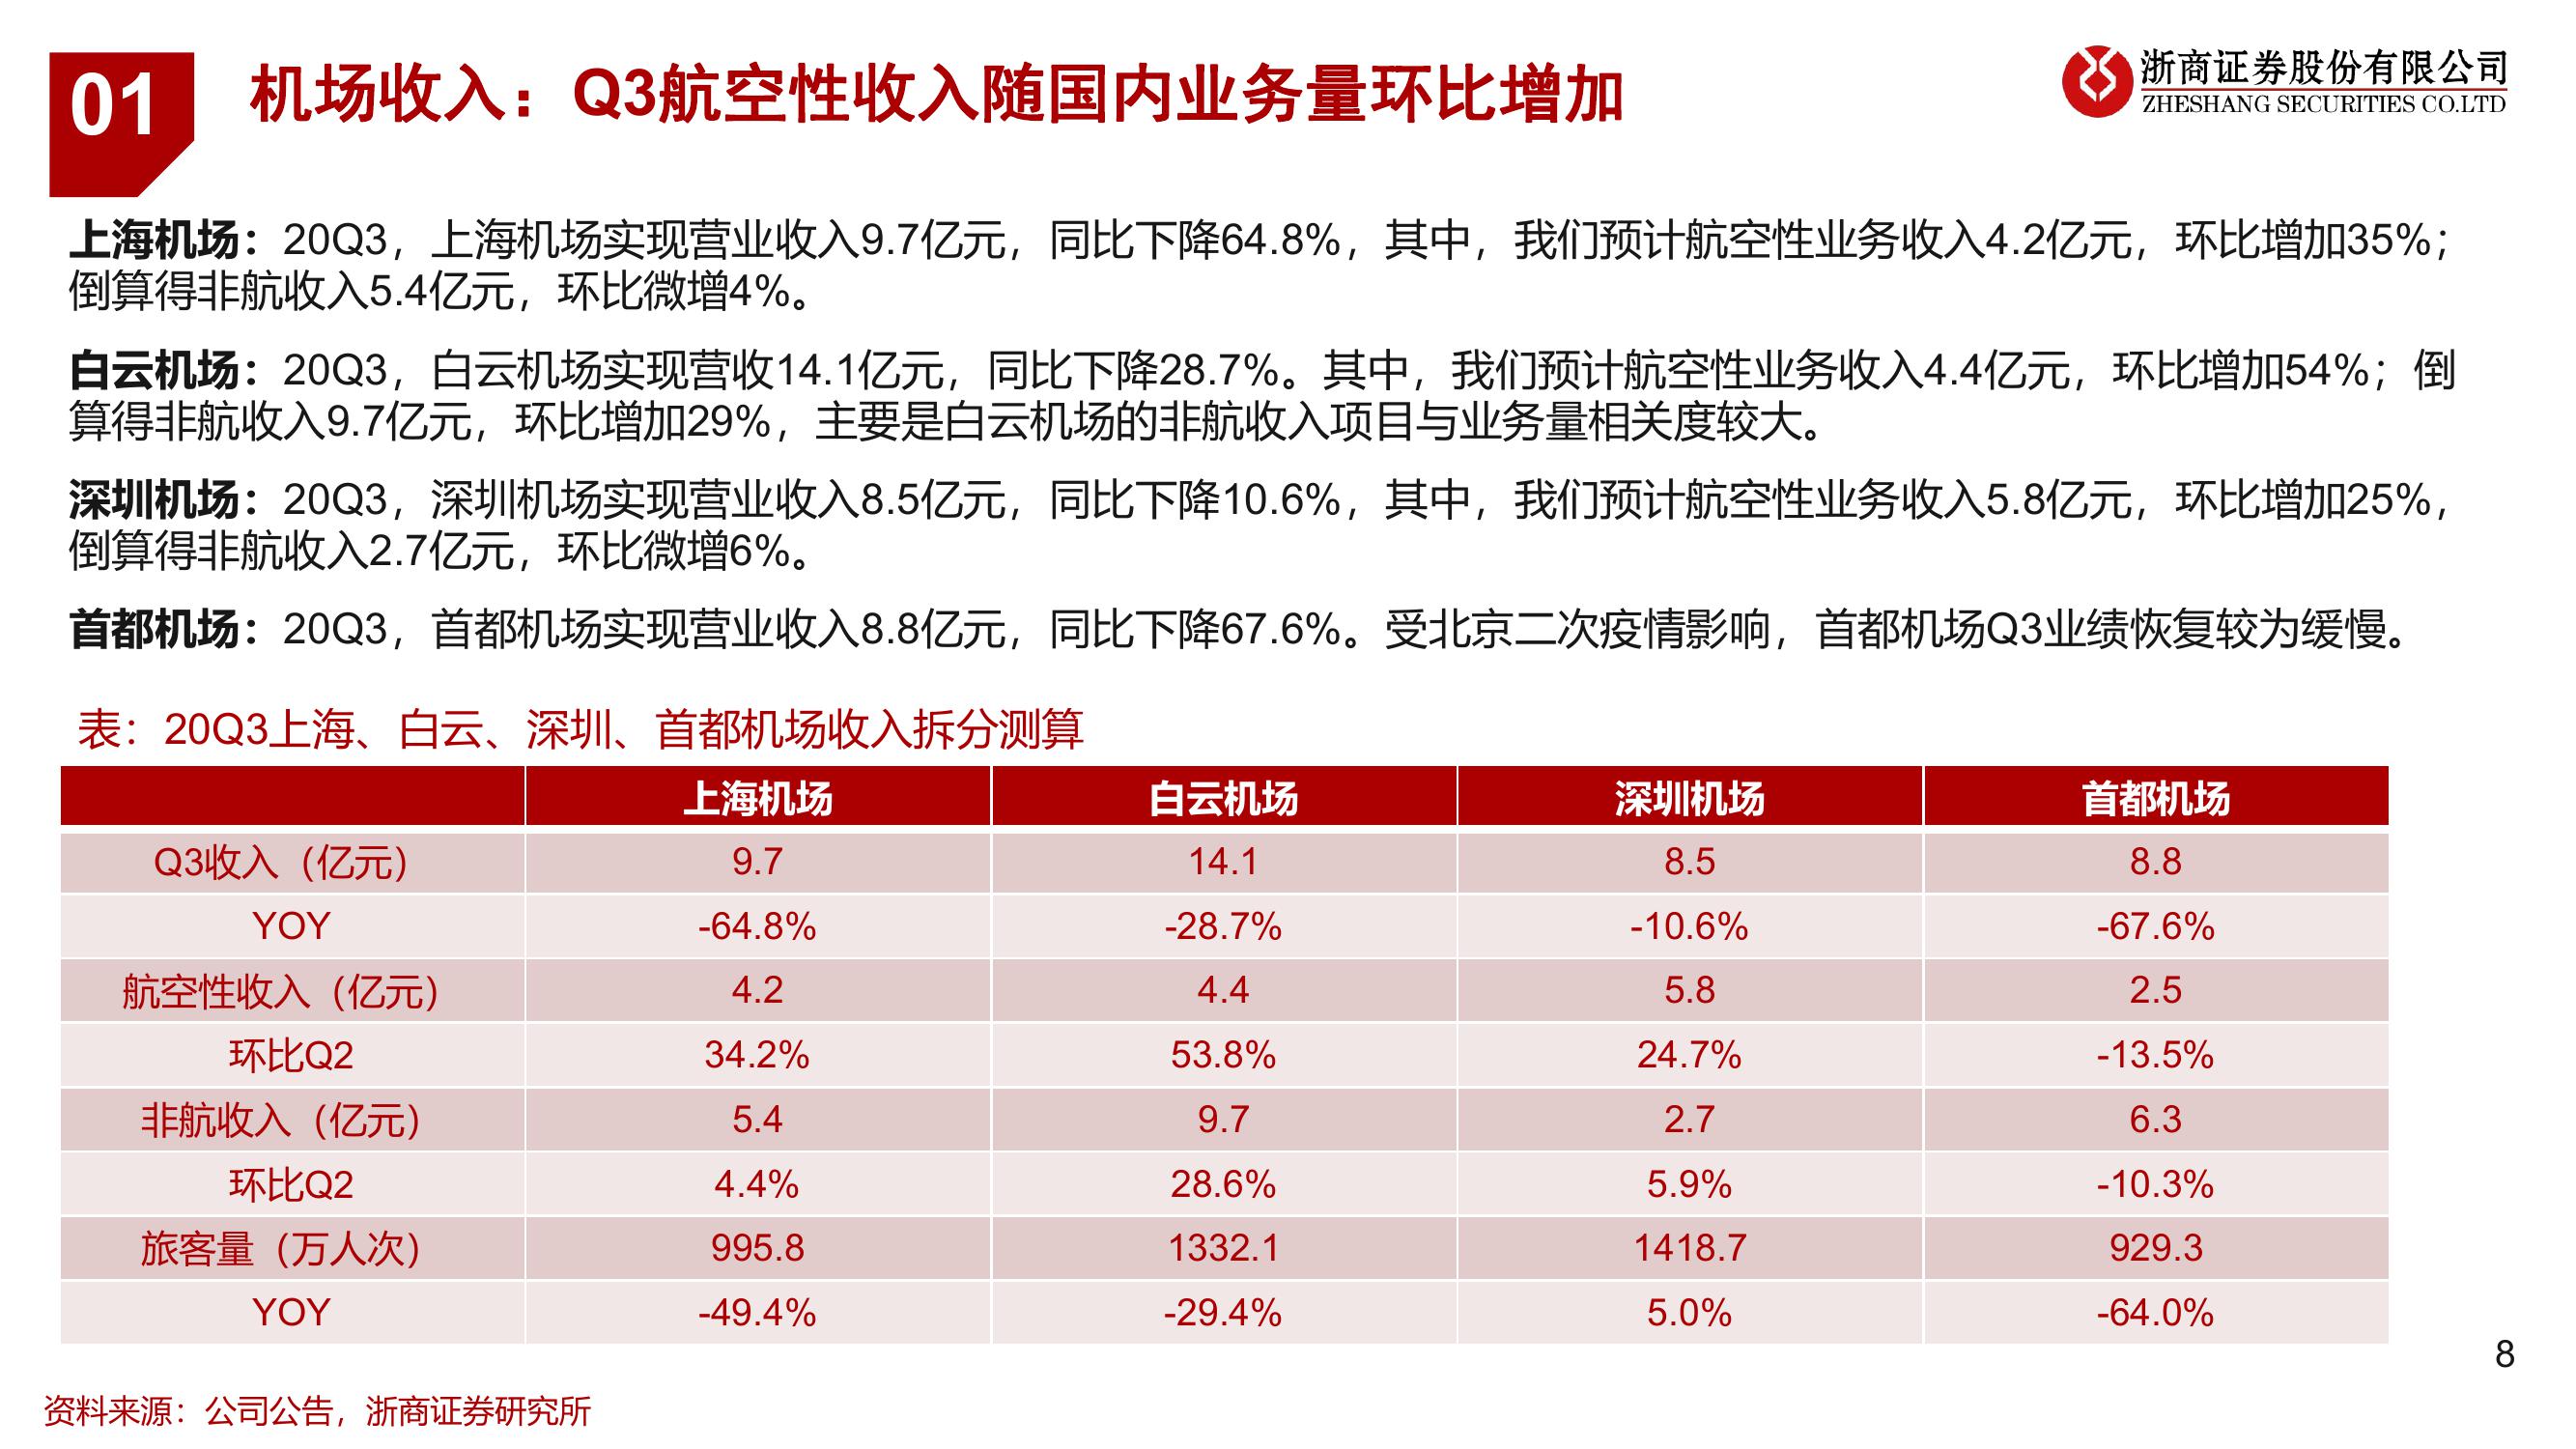 01
机场收入：Q3航空性收入随国内业务量环比增加
浙商证券股份有限公司
ZHESHANG SECURITIES CO.LTD
上海机场：20Q3，上海机场实现营业收入9.7亿元，同比下降64.8%，其中，我们预计航空性业务收入4.2亿元，环比增加35%；
倒算得非航收入5.4亿元，环比微增4%。
白云机场：20Q3，白云机场实现营收14.1亿元，同比下降28.7%。其中，我们预计航空性业务收入4.4亿元，环比增加54%；倒
算得非航收入9.7亿元，环比增加29%，主要是白云机场的非航收入项目与业务量相关度较大。
深圳机场：20Q3，深圳机场实现营业收入8.5亿元，同比下降10.6%，其中，我们预计航空性业务收入5.8亿元，环比增加25%，
倒算得非航收入2.7亿元，环比微增6%。
首都机场：20Q3，首都机场实现营业收入8.8亿元，同比下降67.6%。受北京二次疫情影响，首都机场Q3业绩恢复较为缓慢。
表：20Q3上海、白云、深圳、首都机场收入拆分测算
上海机场 白云机场 深圳机场 首都机场
Q3收入（亿元） 9.7 14.1 8.5 8.8
YOY -64.8% -28.7% -10.6% -67.6%
航空性收入（亿元） 4.2 4.4 5.8 2.5
环比Q2 34.2% 53.8% 24.7% -13.5%
非航收入（亿元） 5.4 9.7 2.7 6.3
环比Q2 4.4% 28.6% 5.9% -10.3%
旅客量（万人次） 995.8 1332.1 1418.7 929.3
YOY -49.4% -29.4% 5.0% -64.0%
8
资料来源：公司公告，浙商证券研究所